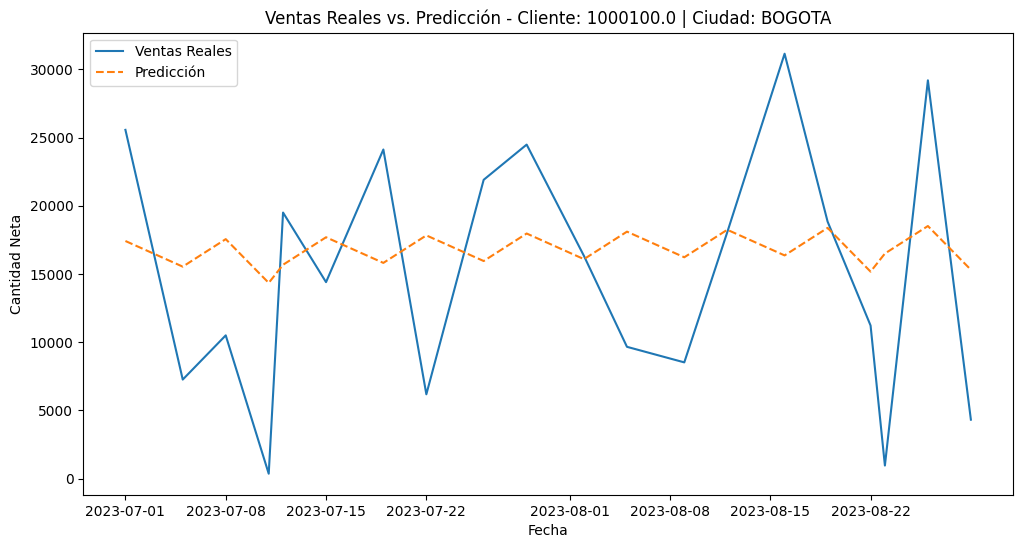 Ventas Reales vs. Predicción - Cliente: 1000100.0 | Ciudad: BOGOTA
Ventas Reales
Predicción
30000
25000
20000
15000
10000
5000
0
Cantidad Neta
2023-07-01 2023-07-08 2023-07-15 2023-07-22 2023-08-01 2023-08-08 2023-08-15 2023-08-22
Fecha